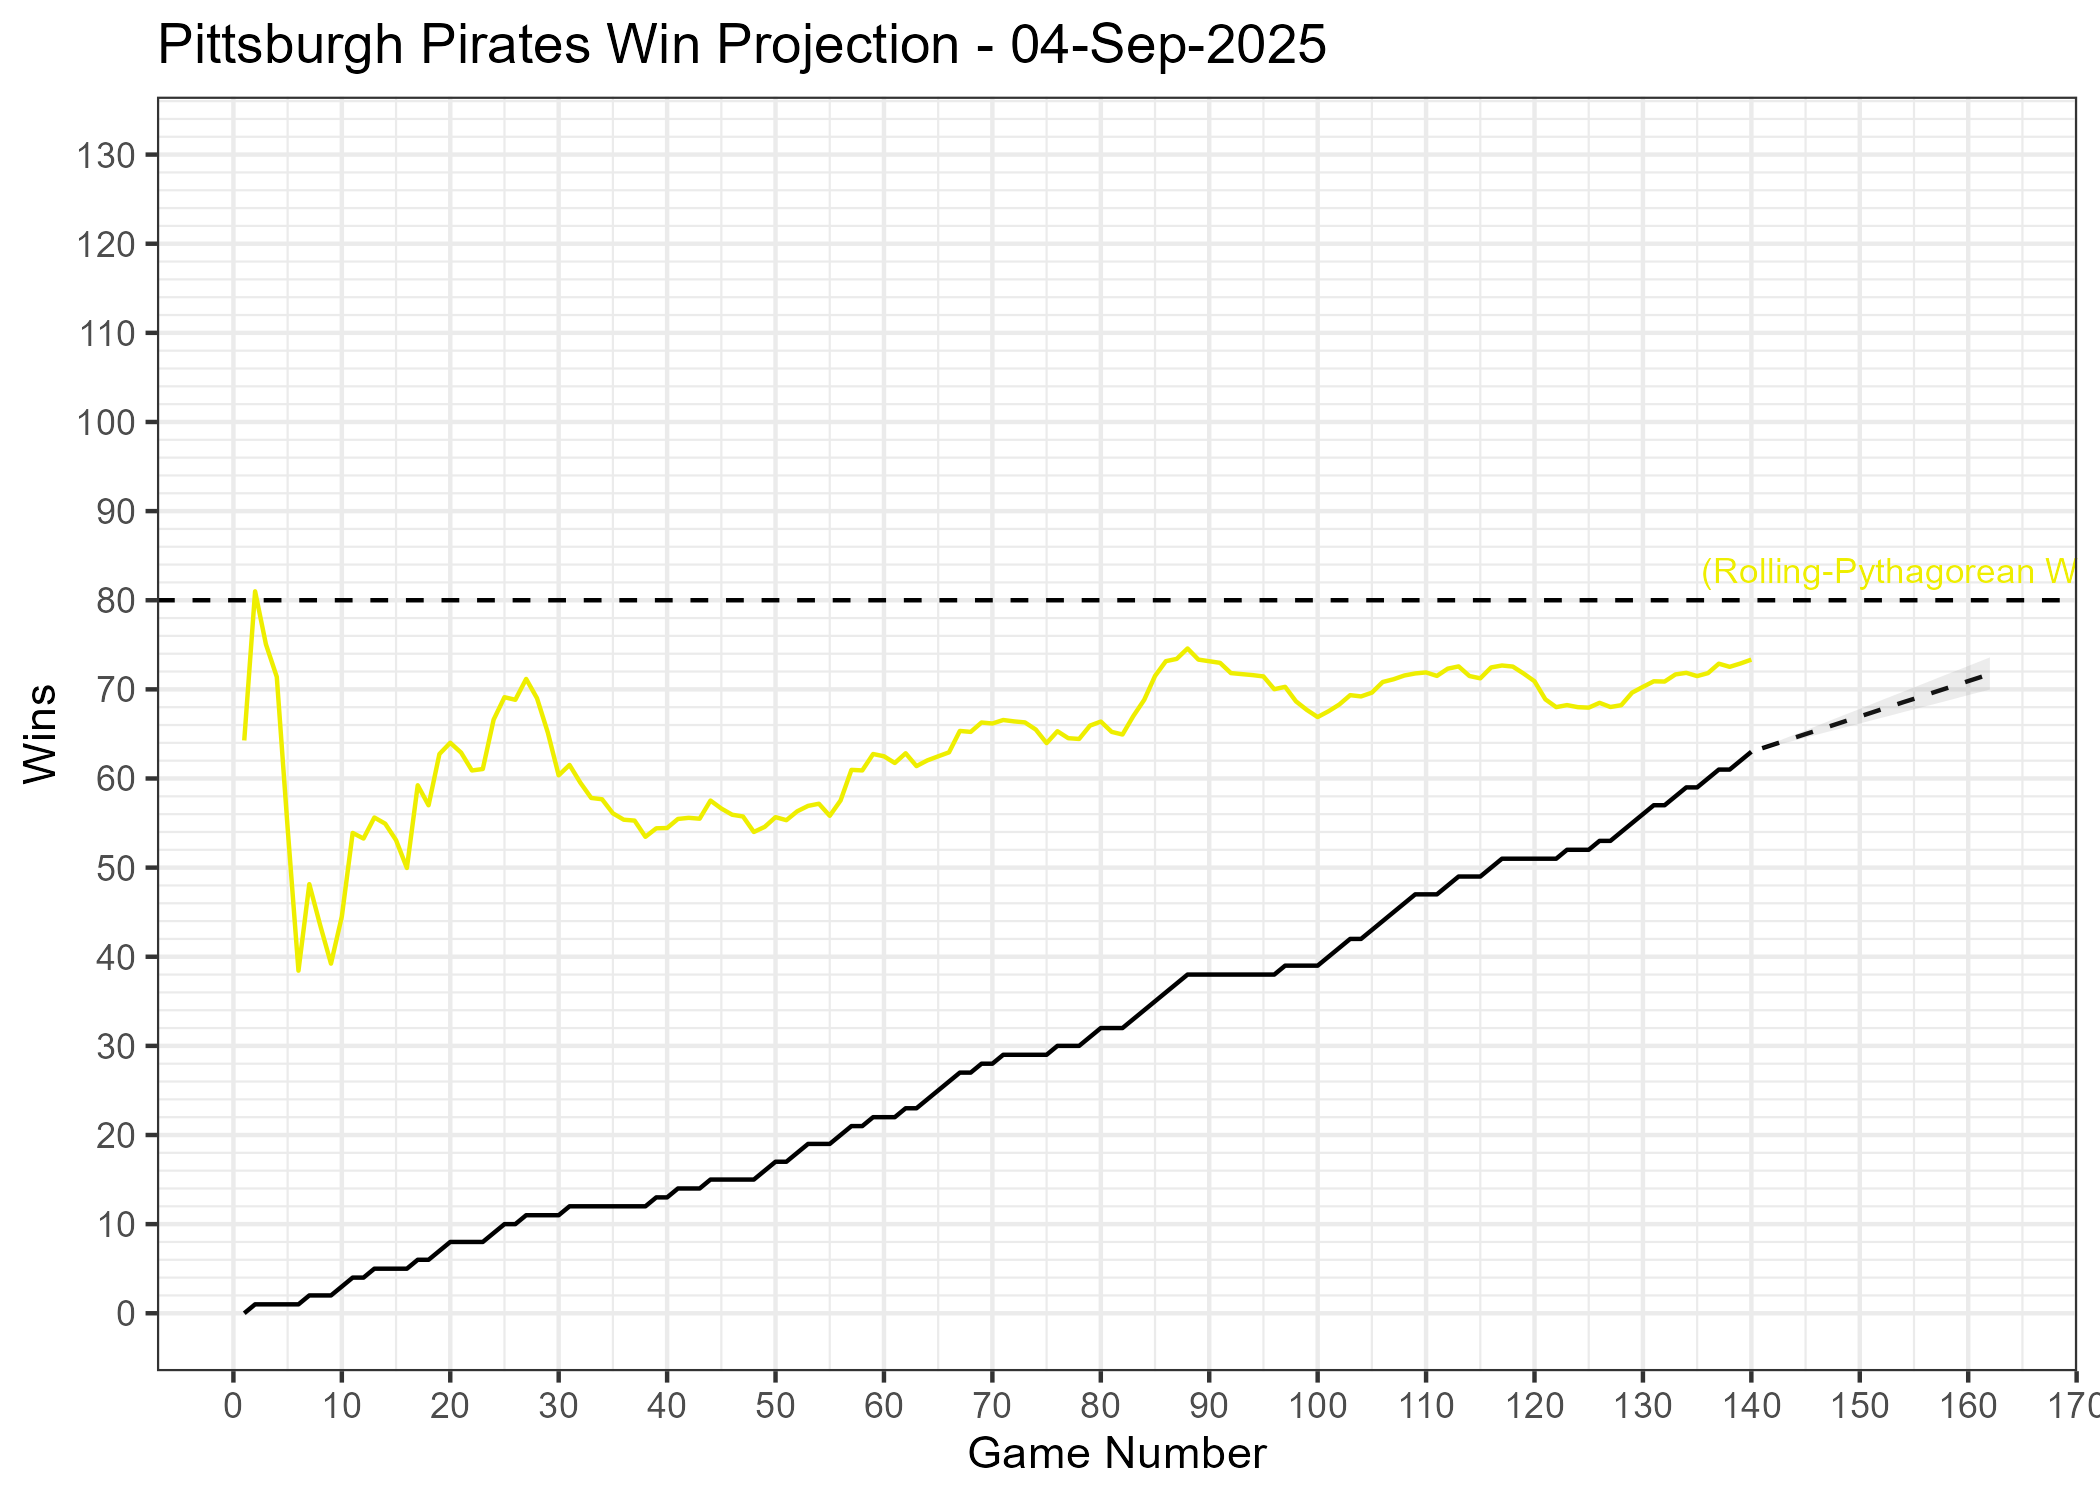 Pittsburgh Pirates Win Projection - 04-Sep-2025
Wins
130
120
110
100
90
80
70
60
50
40
30
20
10
0
(Rolling-Pythagorean W
0 10 20 30 40 50 60 70 80 90 100 110 120 130 140 150 160 170
Game Number